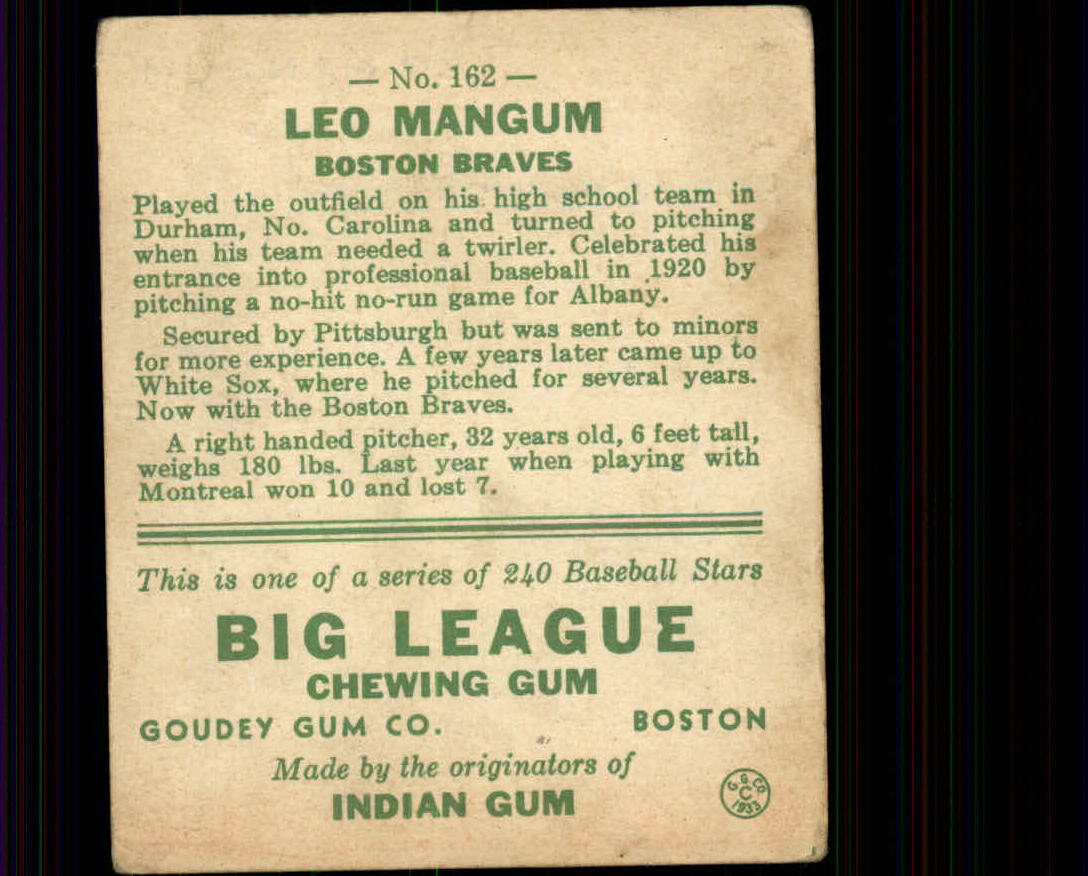 — No. 162 —
LEO MANGUM
BOSTON BRAVES
Played the outfield on his high school team in
Durham, No. Carolina and turned to pitching
when his team needed a twirler. Celebrated his
entrance into professional baseball in 1920 by
pitching a no-hit no-run game for Albany.
Secured by Pittsburgh but was sent to minors
for more experience. A few years later came up to
White Sox, where he pitched for several years.
Now with the Boston Braves.
A right handed pitcher, 32 years old, 6 feet tall,
weighs 180 lbs. Last year when playing with
Montreal won 10 and lost 7.
This is one of a series of 240 Baseball Stars
BIG LEAGUE
CHEWING GUM
GOUDEY GUM CO. BOSTON
Made by the originators of
INDIAN GUM
G. G. CO.
C
1933